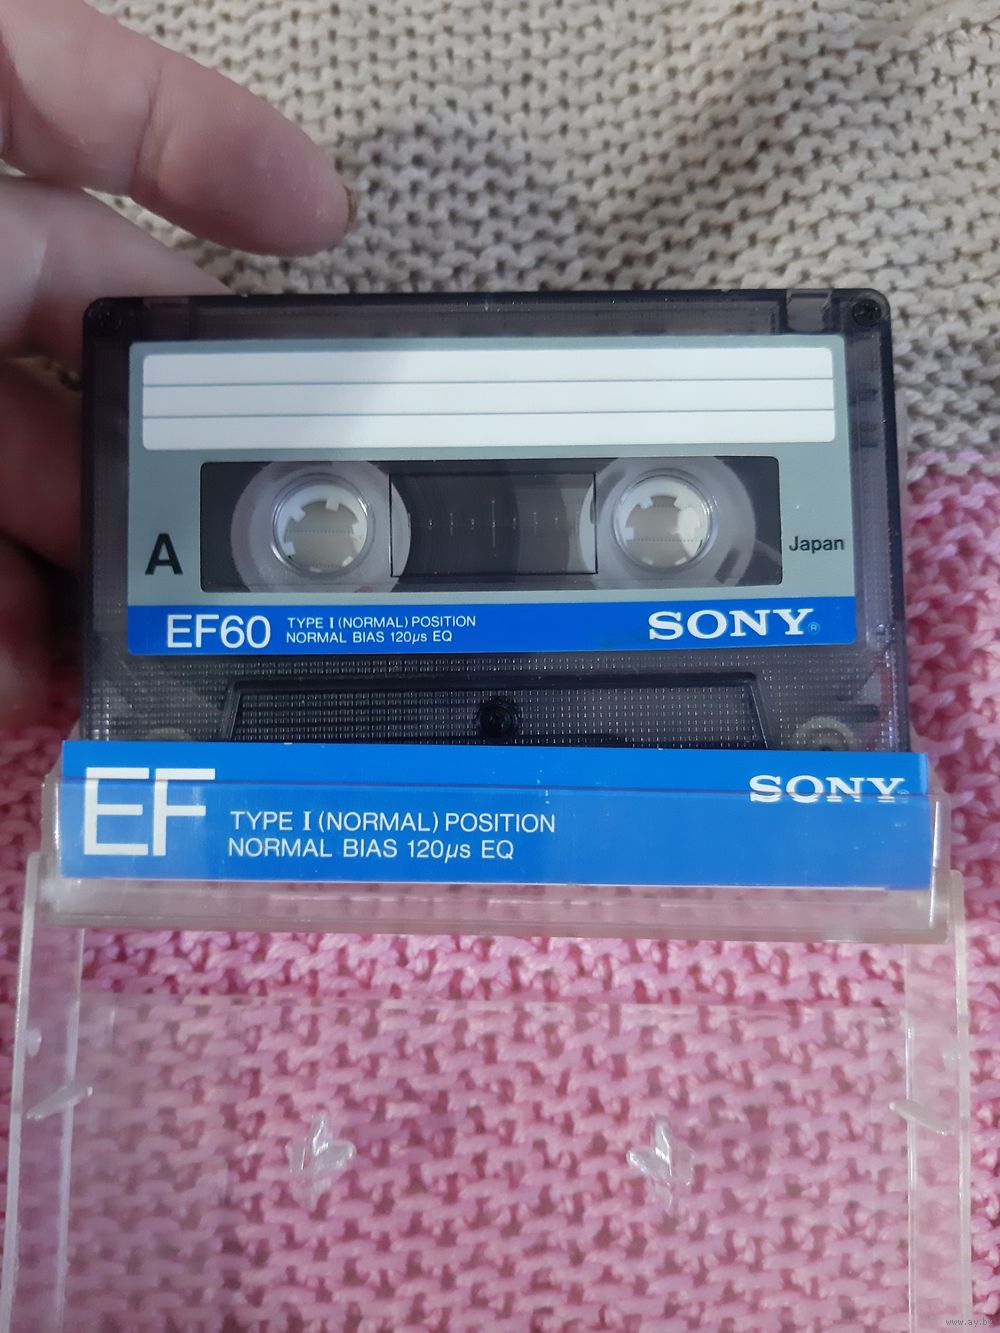 A
Japan
EF60 TYPE I (NORMAL) POSITION
NORMAL BIAS 120µs EQ
SONY®
EF
SONY®
TYPE I (NORMAL) POSITION
NORMAL BIAS 120µs EQ
www.ay.by